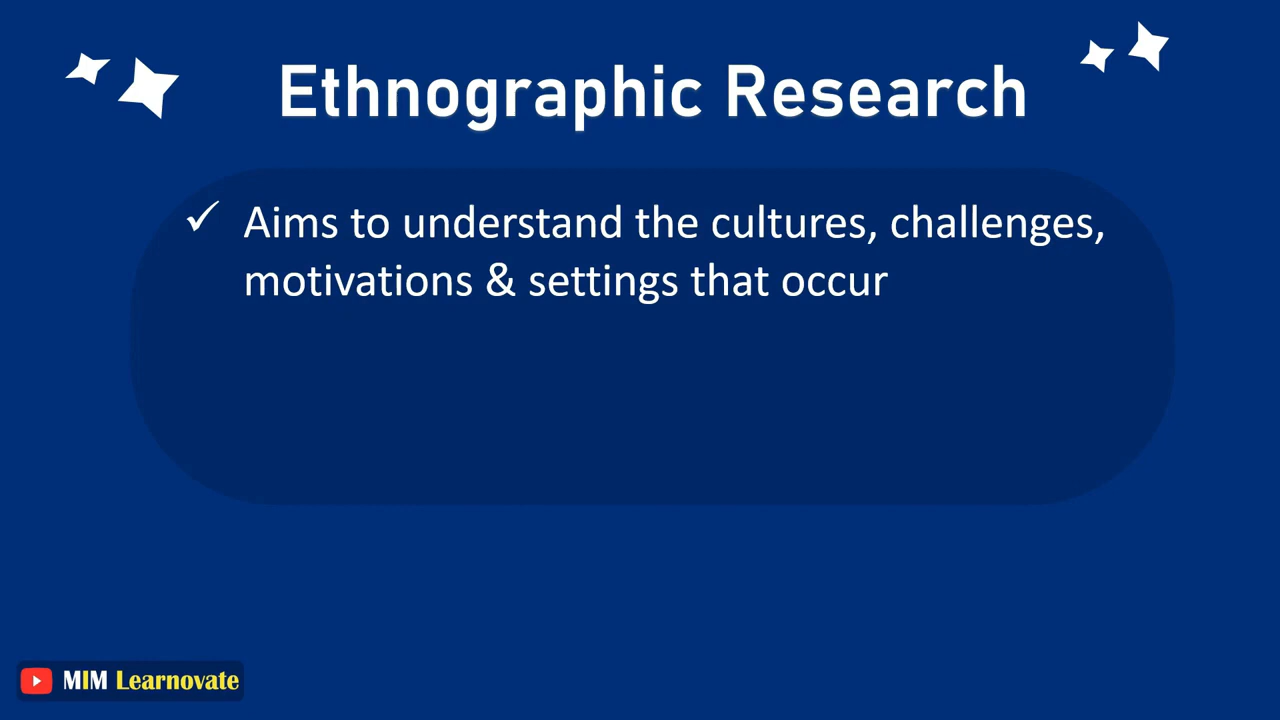 Ethnographic Research
✓ Aims to understand the cultures, challenges,
motivations & settings that occur
MIM Learnovate